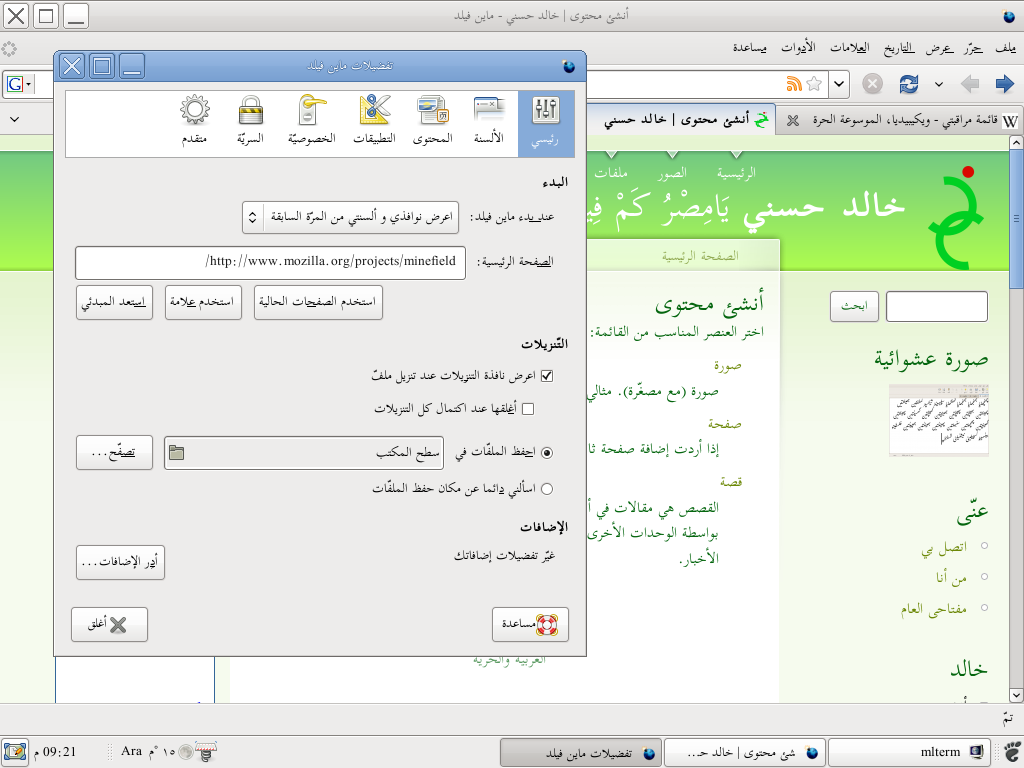 أنشئ محتوى | خالد حسني - ماين فيلد
ملف حرّر عرض التاريخ العلامات الأدوات مساعدة
قائمة مراقبتي - ويكيبيديا، الموسوعة الحرة
أنشئ محتوى | خالد حسني
تفضيلات ماين فيلد
رئيسي الألسنة المحتوى التطبيقات الخصوصيّة السريّة متقدم
البدء
عند بدء ماين فيلد: اعرض نوافذي و ألسنتي من المرّة السابقة
الصفحة الرئيسية: http://www.mozilla.org/projects/minefield/
استخدم الصفحات الحالية استخدم علامة استعد المبدئي
التّنزيلات
اعرض نافذة التنزيلات عند تنزيل ملفّ
أغلقها عند اكتمال كل التنزيلات
احفظ الملفّات في سطح المكتب تصفّح...
اسألني دائما عن مكان حفظ الملفّات
الإضافات
غيّر تفضيلات إضافاتك
أدِر الإضافات...
مساعدة أغلق
الرئيسية الصور ملفات
خالد حسني يَامِصْرُ كَمْ
الصفحة الرئيسية
أنشئ محتوى
اختر العنصر المناسب من القائمة:
صورة
صورة (مع مصغّرة). مثالي
صفحة
إذا أردت إضافة صفحة
قصة
القصص هي مقالات في
بواسطة الوحدات الأخرى
الأخبار.
العربية والحرية
ابحث
صورة عشوائية
عنّى
اتصل بي
من أنا
مفتاحى العام
خالد
تمّ
mlterm
شئ محتوى | خالد حـ...
تفضيلات ماين فيلد
١٥ °م
Ara
09:21 م